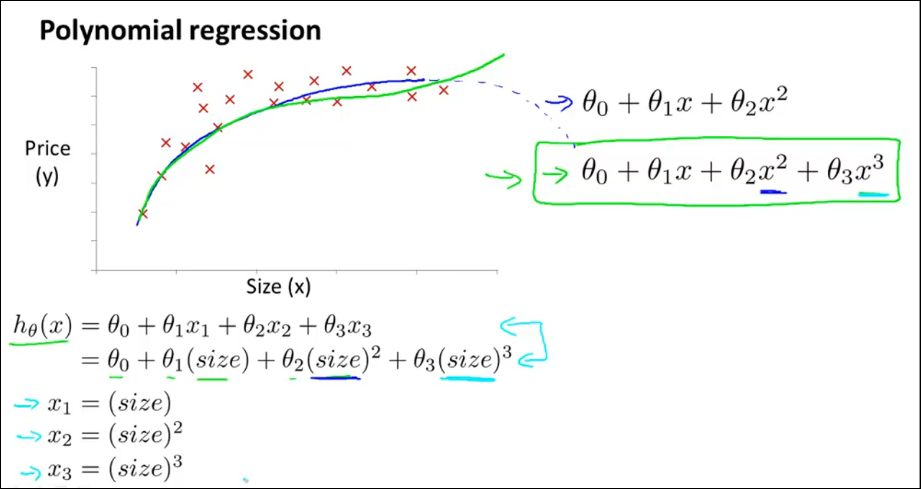 Polynomial regression
Price
(y)
Size (x)
θ₀ + θ₁x + θ₂x²
θ₀ + θ₁x + θ₂x² + θ₃x³
h_θ(x) = θ₀ + θ₁x₁ + θ₂x₂ + θ₃x₃
= θ₀ + θ₁(size) + θ₂(size)² + θ₃(size)³
x₁ = (size)
x₂ = (size)²
x₃ = (size)³